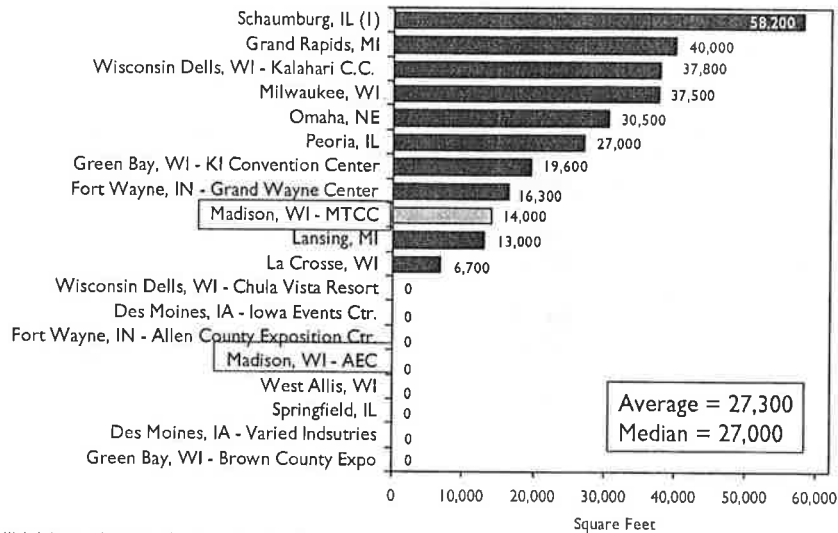 Schaumburg, IL (1) 58,200
Grand Rapids, MI 40,000
Wisconsin Dells, WI - Kalahari C.C. 37,800
Milwaukee, WI 37,500
Omaha, NE 30,500
Peoria, IL 27,000
Green Bay, WI - KI Convention Center 19,600
Fort Wayne, IN - Grand Wayne Center 16,300
Madison, WI - MTCC 14,000
Lansing, MI 13,000
La Crosse, WI 6,700
Wisconsin Dells, WI - Chula Vista Resort 0
Des Moines, IA - Iowa Events Ctr. 0
Fort Wayne, IN - Allen County Exposition Ctr. 0
Madison, WI - AEC 0
West Allis, WI 0
Springfield, IL 0
Des Moines, IA - Varied Indsutries 0
Green Bay, WI - Brown County Expo 0
Average = 27,300
Median = 27,000
0 10,000 20,000 30,000 40,000 50,000 60,000
Square Feet